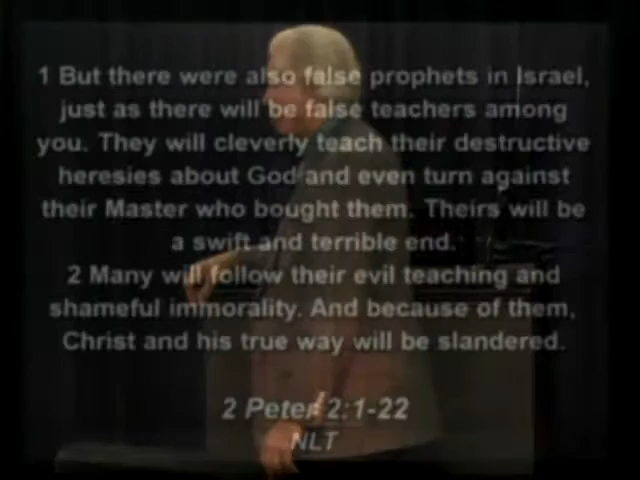 1 But there were also false prophets in Israel,
just as there will be false teachers among
you. They will cleverly teach their destructive
heresies about God and even turn against
their Master who bought them. Theirs will be
a swift and terrible end.
2 Many will follow their evil teaching and
shameful immorality. And because of them,
Christ and his true way will be slandered.
2 Peter 2:1-22
NLT